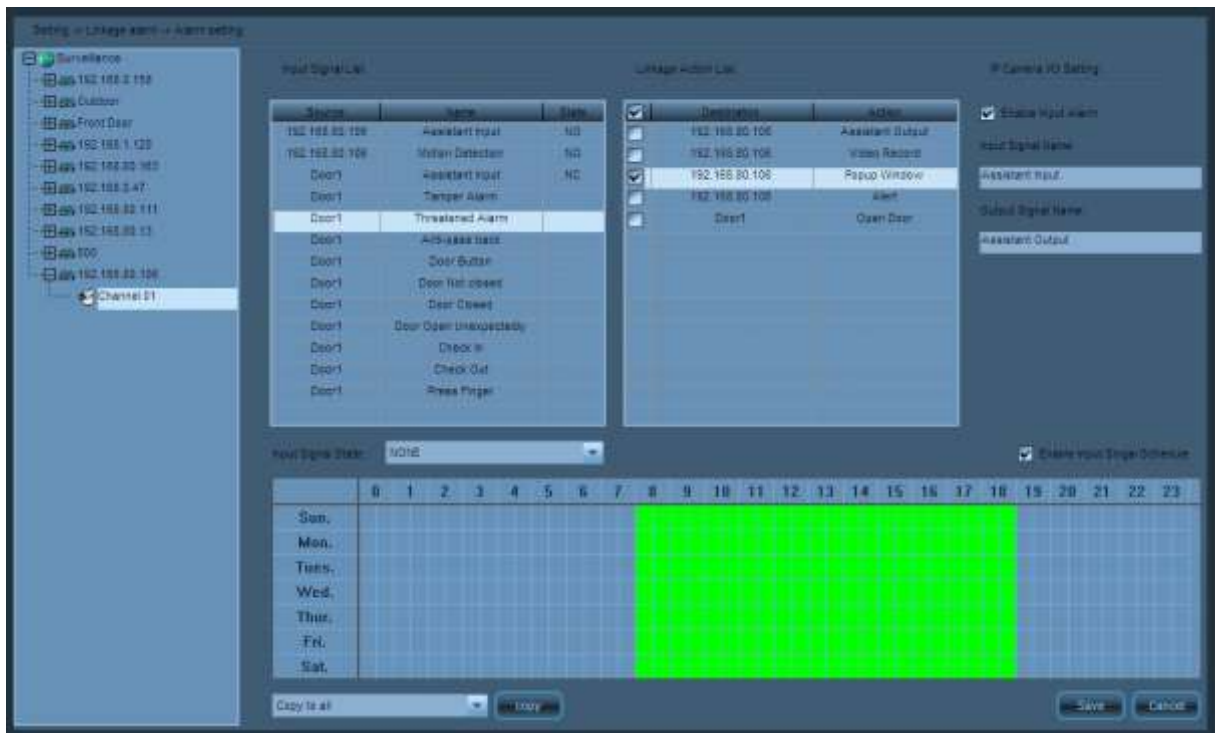 Setting -> Linkage alarm -> Alarm setting
Surveillance
192.168.2.158
Outdoor
Front Door
192.168.1.120
192.168.80.163
192.168.2.47
192.168.80.111
192.168.80.13
800
192.168.80.106
Channel 01
Input Signal List
Source Name State
192.168.80.106 Assistant Input NO
192.168.80.106 Motion Detection NO
Door1 Assistant Input NO
Door1 Tamper Alarm
Door1 Threatened Alarm
Door1 Anti-pass back
Door1 Door Button
Door1 Door Not closed
Door1 Door Closed
Door1 Door Open Unexpectedly
Door1 Check In
Door1 Check Out
Door1 Press Finger
Linkage Action List
Destination Action
192.168.80.106 Assistant Output
192.168.80.106 Video Record
192.168.80.106 Popup Window
192.168.80.106 Alert
Door1 Open Door
IP Camera I/O Setting
Enable Input Alarm
Input Signal Name:
Assistant Input
Output Signal Name:
Assistant Output
Input Signal State: NONE
Enable Input Singal Schedule
0 1 2 3 4 5 6 7 8 9 10 11 12 13 14 15 16 17 18 19 20 21 22 23
Sun.
Mon.
Tues.
Wed.
Thur.
Fri.
Sat.
Copy to all
Copy
Save
Cancel